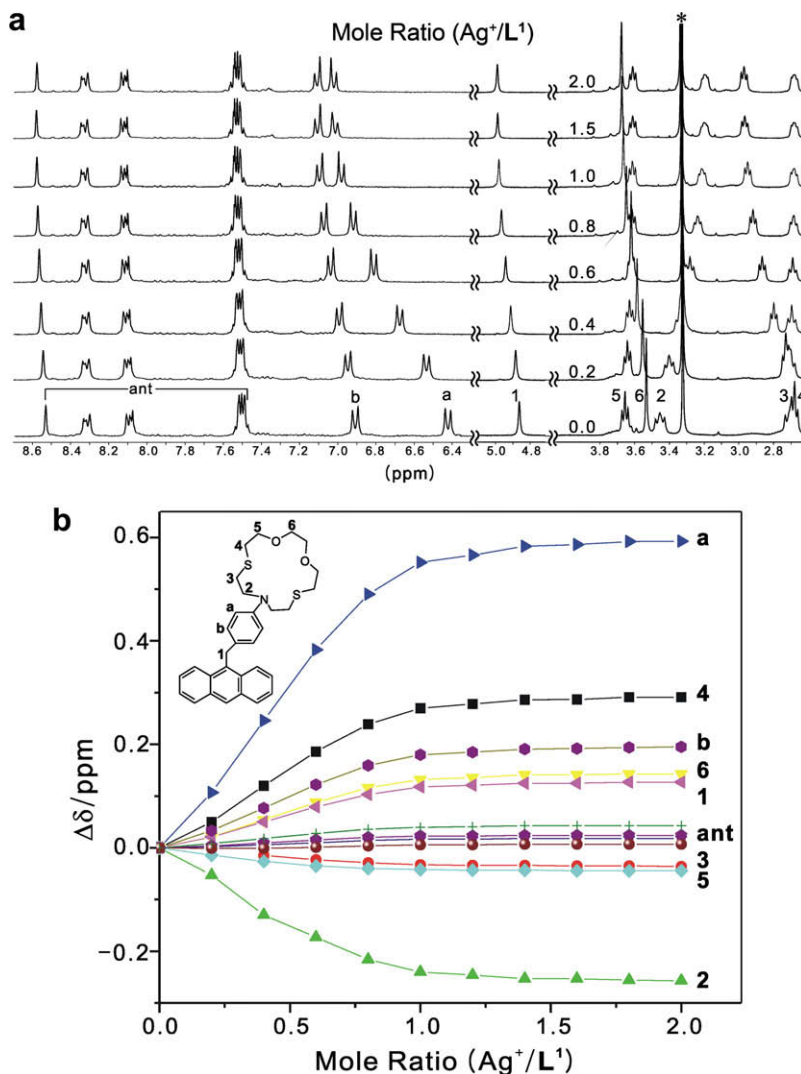 a
Mole Ratio (Ag⁺/L¹)
*
2.0
1.5
1.0
0.8
0.6
0.4
0.2
0.0
ant
b
a
1
5
6
2
3
4
8.6 8.4 8.2 8.0 7.8 7.6 7.4 7.2 7.0 6.8 6.6 6.4 5.0 4.8 3.8 3.6 3.4 3.2 3.0 2.8
(ppm)
b
Δδ/ppm
0.6
0.4
0.2
0.0
−0.2
5
6
4
O
O
S
3
2
S
N
a
b
1
a
4
b
6
1
ant
3
5
2
0.0 0.5 1.0 1.5 2.0
Mole Ratio (Ag⁺/L¹)